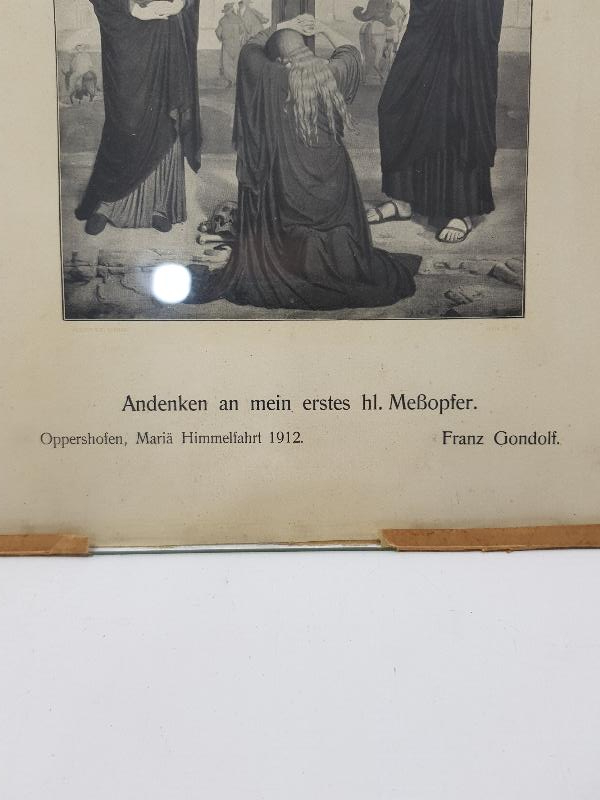 Andenken an mein erstes hl. Meßopfer.
Oppershofen, Mariä Himmelfahrt 1912.
Franz Gondolf.